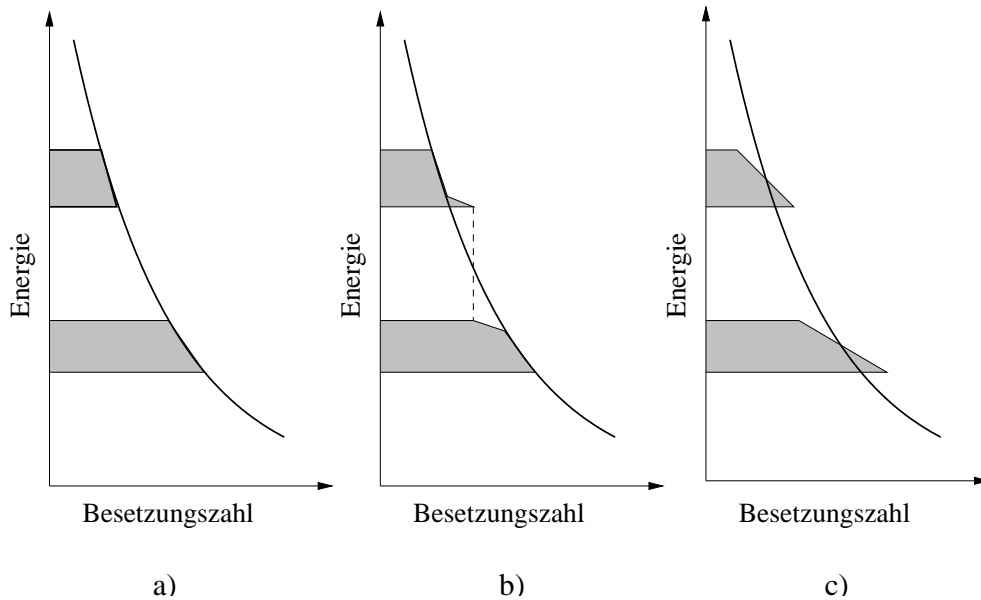 Energie
Besetzungszahl
a)
Energie
Besetzungszahl
b)
Energie
Besetzungszahl
c)